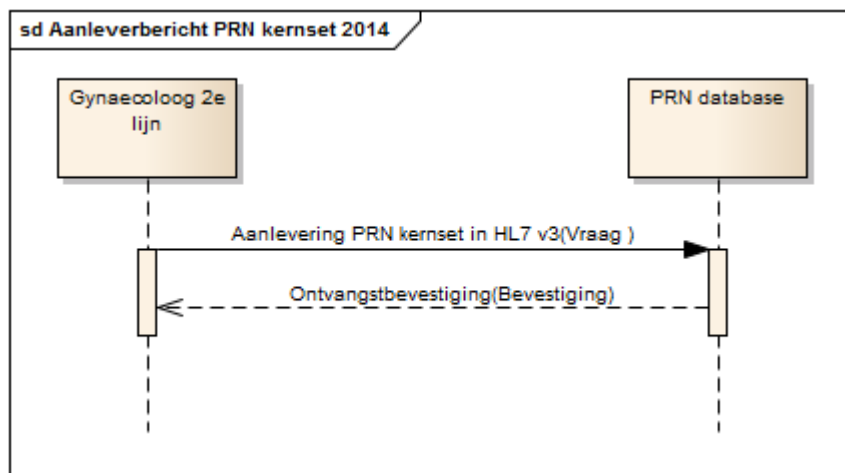 sd Aanleverbericht PRN kernset 2014
Gynaecoloog 2e
lijn
PRN database
Aanlevering PRN kernset in HL7 v3(Vraag )
Ontvangstbevestiging(Bevestiging)